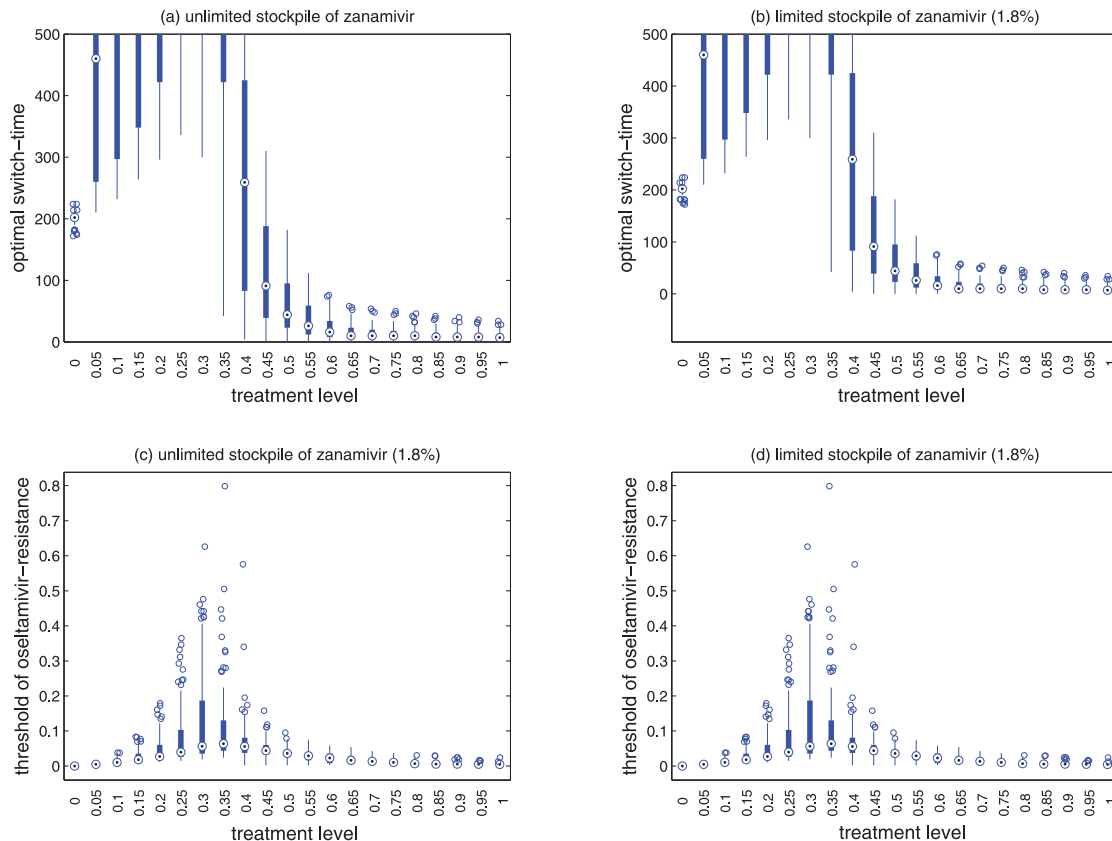 (a) unlimited stockpile of zanamivir
500
400
300
200
100
0
optimal switch−time
0 0.05 0.1 0.15 0.2 0.25 0.3 0.35 0.4 0.45 0.5 0.55 0.6 0.65 0.7 0.75 0.8 0.85 0.9 0.95 1
treatment level
(b) limited stockpile of zanamivir (1.8%)
500
400
300
200
100
0
optimal switch−time
0 0.05 0.1 0.15 0.2 0.25 0.3 0.35 0.4 0.45 0.5 0.55 0.6 0.65 0.7 0.75 0.8 0.85 0.9 0.95 1
treatment level
(c) unlimited stockpile of zanamivir (1.8%)
0.8
0.7
0.6
0.5
0.4
0.3
0.2
0.1
0
threshold of oseltamivir−resistance
0 0.05 0.1 0.15 0.2 0.25 0.3 0.35 0.4 0.45 0.5 0.55 0.6 0.65 0.7 0.75 0.8 0.85 0.9 0.95 1
treatment level
(d) limited stockpile of zanamivir (1.8%)
0.8
0.7
0.6
0.5
0.4
0.3
0.2
0.1
0
threshold of oseltamivir−resistance
0 0.05 0.1 0.15 0.2 0.25 0.3 0.35 0.4 0.45 0.5 0.55 0.6 0.65 0.7 0.75 0.8 0.85 0.9 0.95 1
treatment level